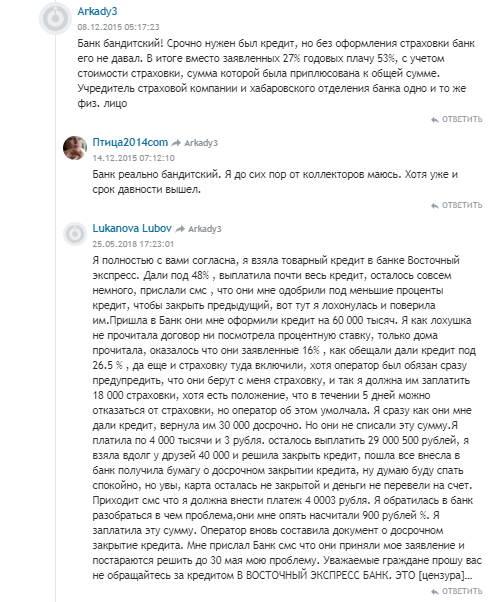 Arkady3
08.12.2015 05:17:23
Банк бандитский! Срочно нужен был кредит, но без оформления страховки банк
его не давал. В итоге вместо заявленных 27% годовых плачу 53%, с учетом
стоимости страховки, сумма которой была приплюсована к общей сумме.
Учредитель страховой компании и хабаровского отделения банка одно и то же
физ. лицо
ОТВЕТИТЬ
Птица2014com Arkady3
14.12.2015 07:12:10
Банк реально бандитский. Я до сих пор от коллекторов маюсь. Хотя уже и
срок давности вышел.
ОТВЕТИТЬ
Lukanova Lubov Arkady3
25.05.2018 17:23:01
Я полностью с вами согласна, я взяла товарный кредит в банке Восточный
экспресс. Дали под 48% , выплатила почти весь кредит, осталось совсем
немного, прислали смс , что они мне одобрили под меньшие проценты
кредит, чтобы закрыть предыдущий, вот тут я лохонулась и поверила
им.Пришла в Банк они мне оформили кредит на 60 000 тысяч. Я как лохушка
не прочитала договор ни посмотрела процентную ставку, только дома
прочитала, оказалось что они заявленные 16% , как обещали дали кредит под
26.5 % , да еще и страховку туда включили, хотя оператор был обязан сразу
предупредить, что они берут с меня страховку, и так я должна им заплатить
18 000 страховки, хотя есть положение, что в течении 5 дней можно
отказаться от страховки, но оператор об этом умолчала. Я сразу как они мне
дали кредит, вернула им 30 000 досрочно. Но они не списали эту сумму.Я
платила по 4 000 тысячи и 3 рубля. осталось выплатить 29 000 500 рублей, я
взяла вдолг у друзей 40 000 и решила закрыть кредит, пошла все внесла в
банк получила бумагу о досрочном закрытии кредита, ну думаю буду спать
спокойно, но увы, карта осталась не закрытой и деньги не перевели на счет.
Приходит смс что я должна внести платеж 4 0003 рубля. Я обратилась в банк
разобраться в чем проблема,он мне опять насчитали 900 рублей %. Я
заплатила эту сумму. Оператор вновь составила документ о досрочном
закрытие кредита. Мне прислал Банк смс что они приняли мое заявление и
постараются решить до 30 мая мою проблему. Уважаемые граждане прошу вас
не обращайтесь за кредитом В ВОСТОЧНЫЙ ЭКСПРЕСС БАНК. ЭТО [цензура]...
ОТВЕТИТЬ